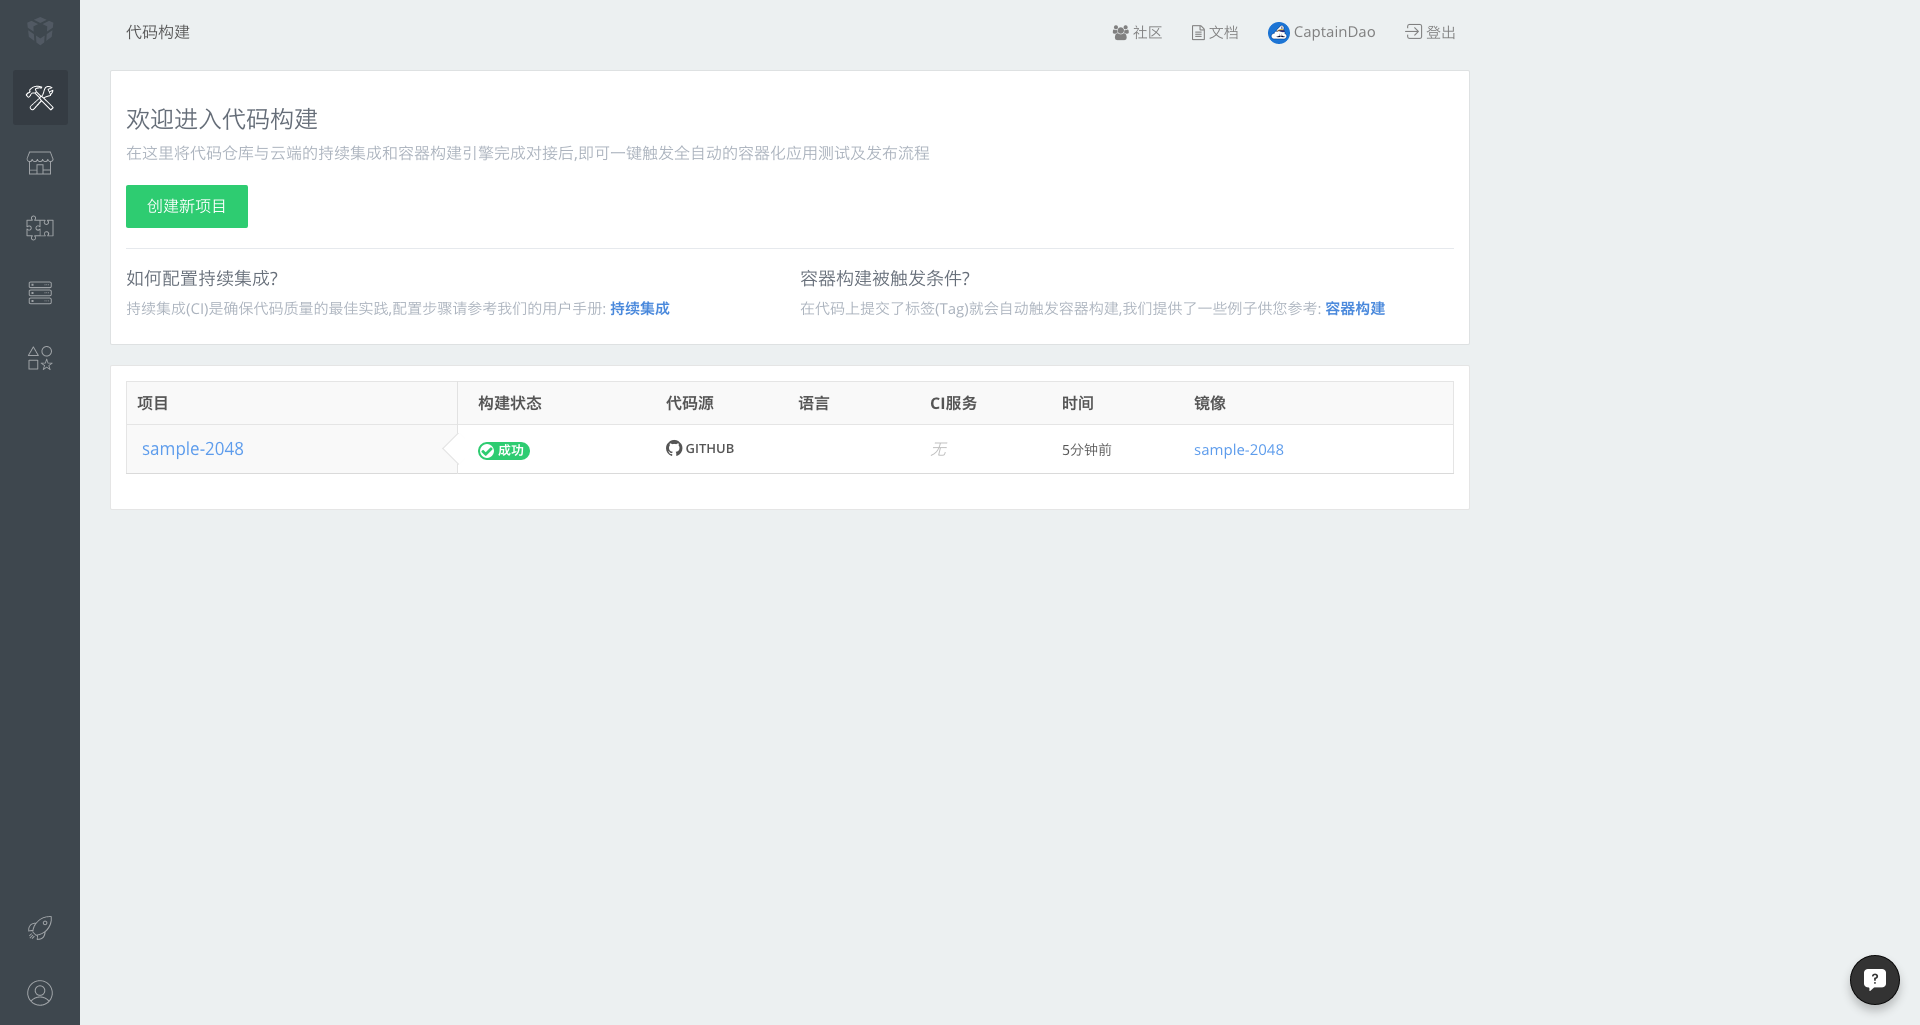 代码构建
社区 文档 CaptainDao 登出
欢迎进入代码构建
在这里将代码仓库与云端的持续集成和容器构建引擎完成对接后,即可一键触发全自动的容器化应用测试及发布流程
创建新项目
如何配置持续集成?
持续集成(CI)是确保代码质量的最佳实践,配置步骤请参考我们的用户手册: 持续集成
容器构建被触发条件?
在代码上提交了标签(Tag)就会自动触发容器构建,我们提供了一些例子供您参考: 容器构建
项目 构建状态 代码源 语言 CI服务 时间 镜像
sample-2048 成功 GITHUB 无 5分钟前 sample-2048
?